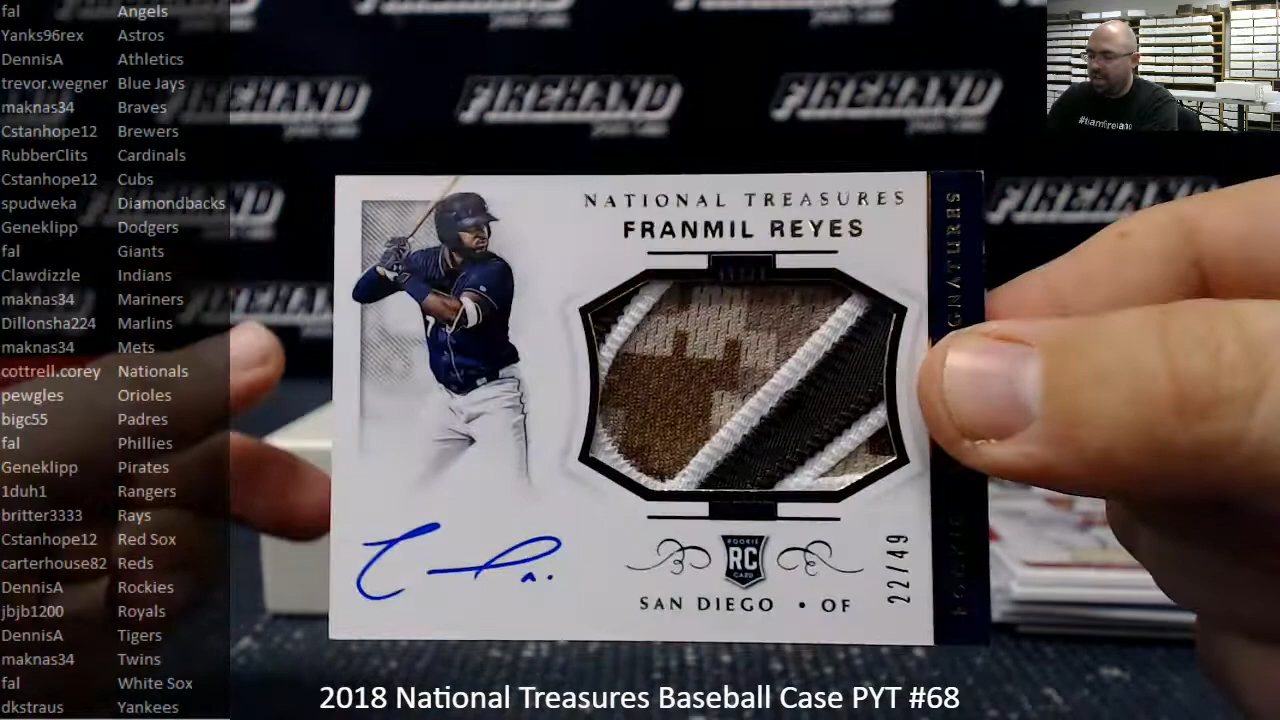 fal Angels
Yanks96rex Astros
DennisA Athletics
trevor.wegner Blue Jays
maknas34 Braves
Cstanhope12 Brewers
RubberClits Cardinals
Cstanhope12 Cubs
spudweka Diamondbacks
Geneklipp Dodgers
fal Giants
Clawdizzle Indians
maknas34 Mariners
Dillonsha224 Marlins
maknas34 Mets
cottrell.corey Nationals
pewgles Orioles
bigc55 Padres
fal Phillies
Geneklipp Pirates
1duh1 Rangers
britter3333 Rays
Cstanhope12 Red Sox
carterhouse82 Reds
DennisA Rockies
jbjb1200 Royals
DennisA Tigers
maknas34 Twins
fal White Sox
dkstraus Yankees
FIREHAND
FIREHAND
FIREHAND
FIREHAND
NATIONAL TREASURES
FRANMIL REYES
ROOKIE
RC
CARD
SAN DIEGO • OF
22/49
2018 National Treasures Baseball Case PYT #68